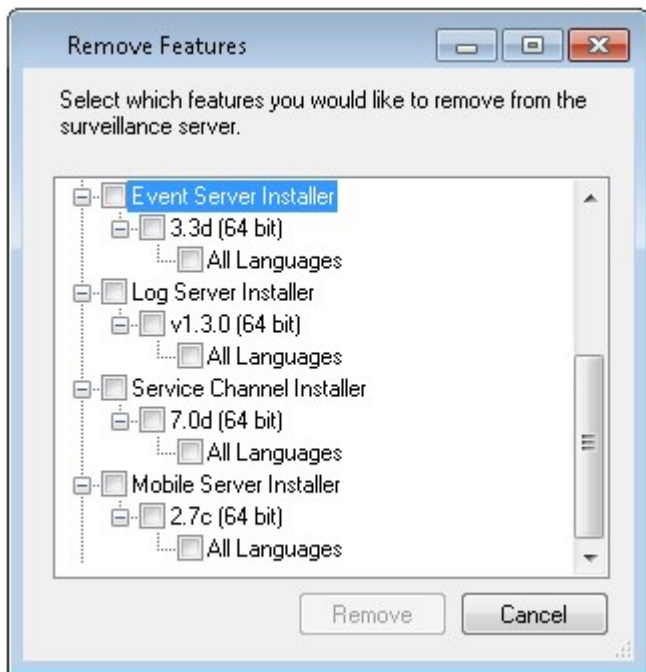 Remove Features
Select which features you would like to remove from the
surveillance server.
Event Server Installer
3.3d (64 bit)
All Languages
Log Server Installer
v1.3.0 (64 bit)
All Languages
Service Channel Installer
7.0d (64 bit)
All Languages
Mobile Server Installer
2.7c (64 bit)
All Languages
Remove
Cancel